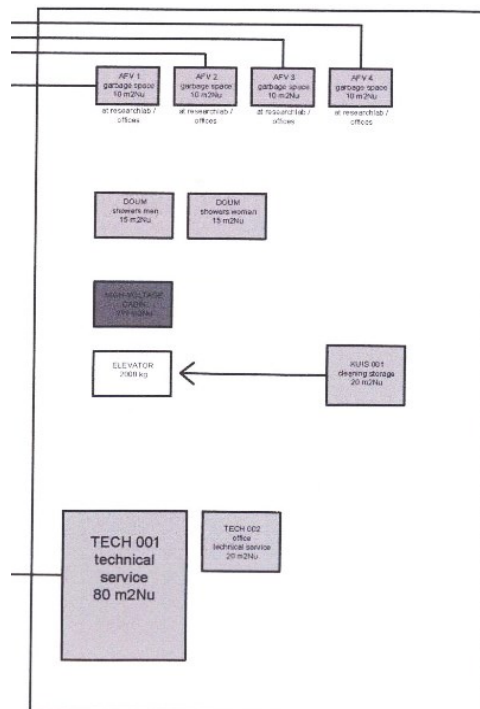 AFV 1
garbage space
10 m2Nu
at researchlab /
offices
AFV 2
garbage space
10 m2Nu
at researchlab /
offices
AFV 3
garbage space
10 m2Nu
at researchlab /
offices
AFV 4
garbage space
10 m2Nu
at researchlab /
offices
DOUM
showers men
15 m2Nu
DOUM
showers woman
15 m2Nu
HIGH-VOLTAGE
m2Nu
ELEVATOR
2000 kg
KUIS 001
cleaning storage
20 m2Nu
TECH 001
technical
service
80 m2Nu
TECH 002
office
technical service
20 m2Nu